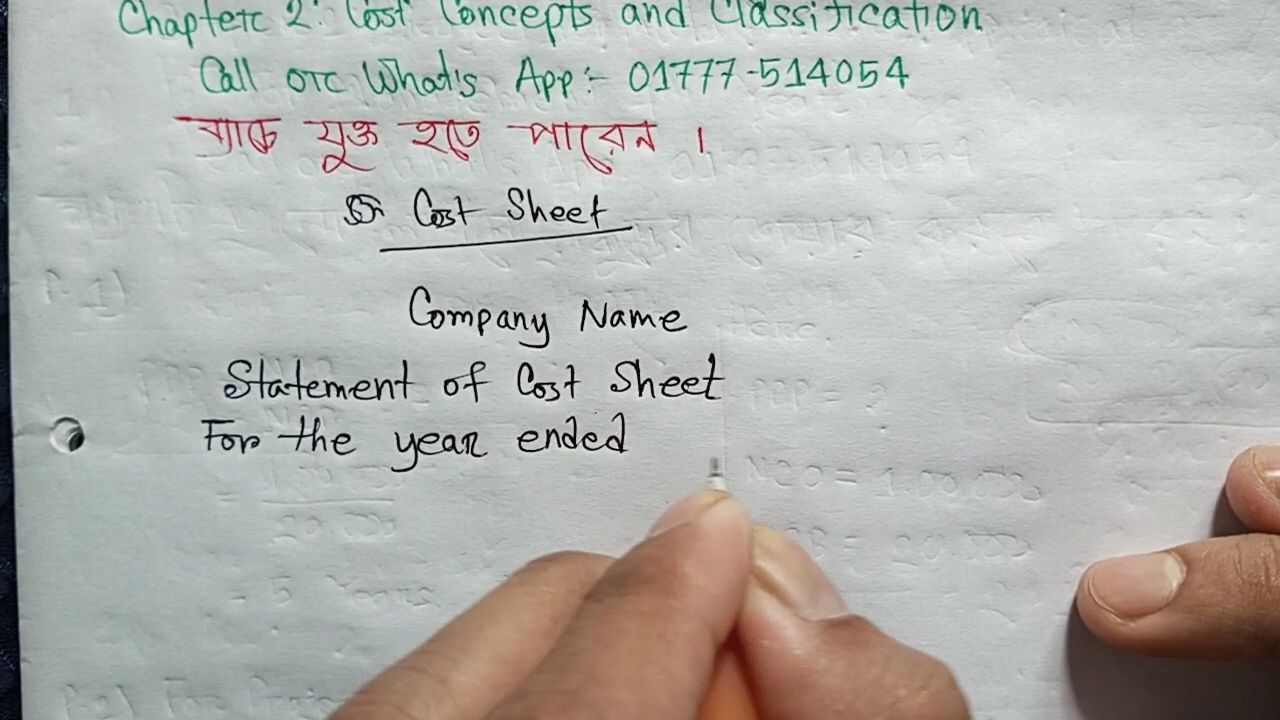 Chapter 2: Cost Concepts and Classification
Call or What's App:- 01777-514054
ব্যাচে যুক্ত হতে পারেন ।
Cost Sheet
Company Name
Statement of Cost Sheet
For the year ended